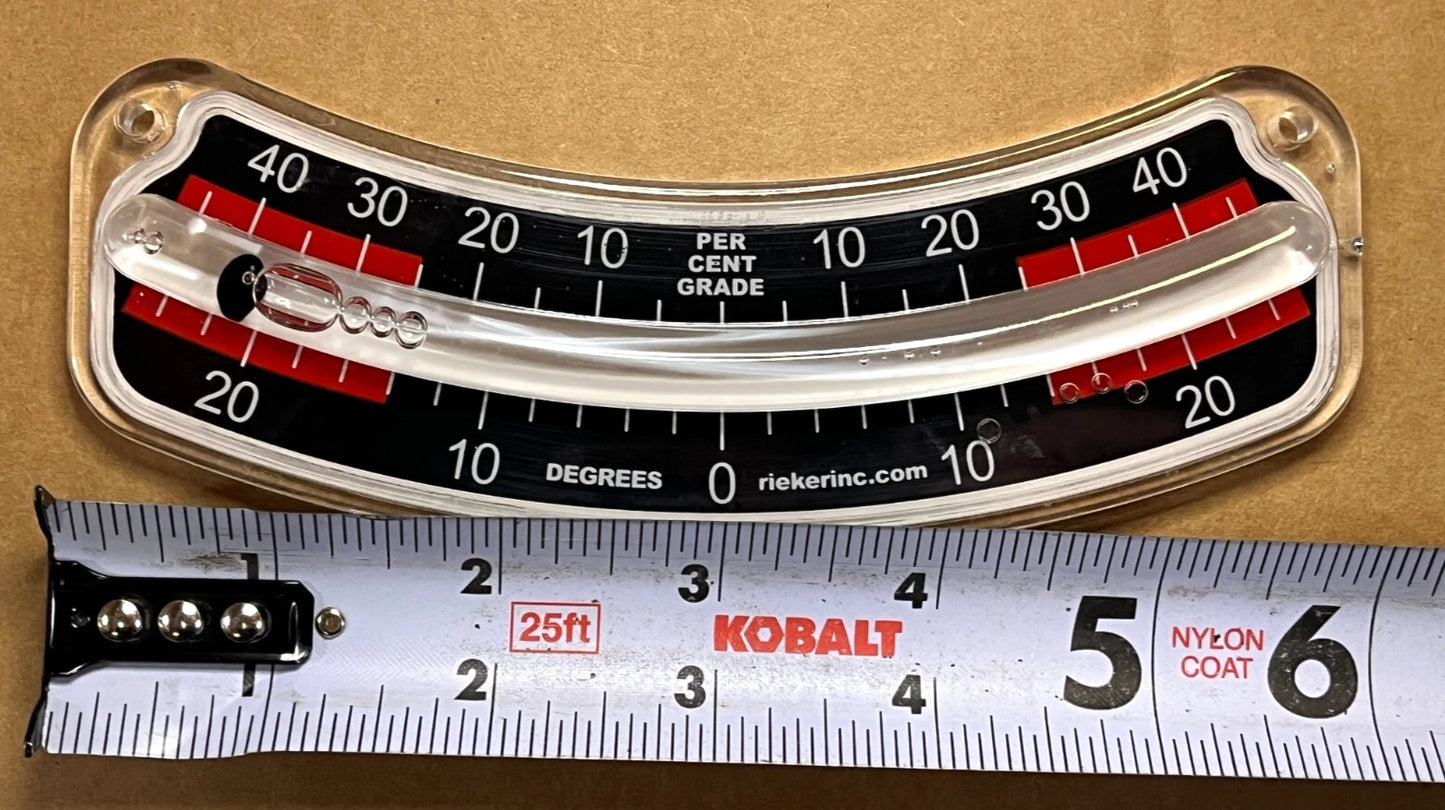 40 30 20 10 PER 10 20 30 40
CENT
GRADE
20 10 DEGREES 0 riekerinc.com 10 20
1 2 3 4
25ft KOBALT 5 NYLON 6
COAT
1 2 3 4